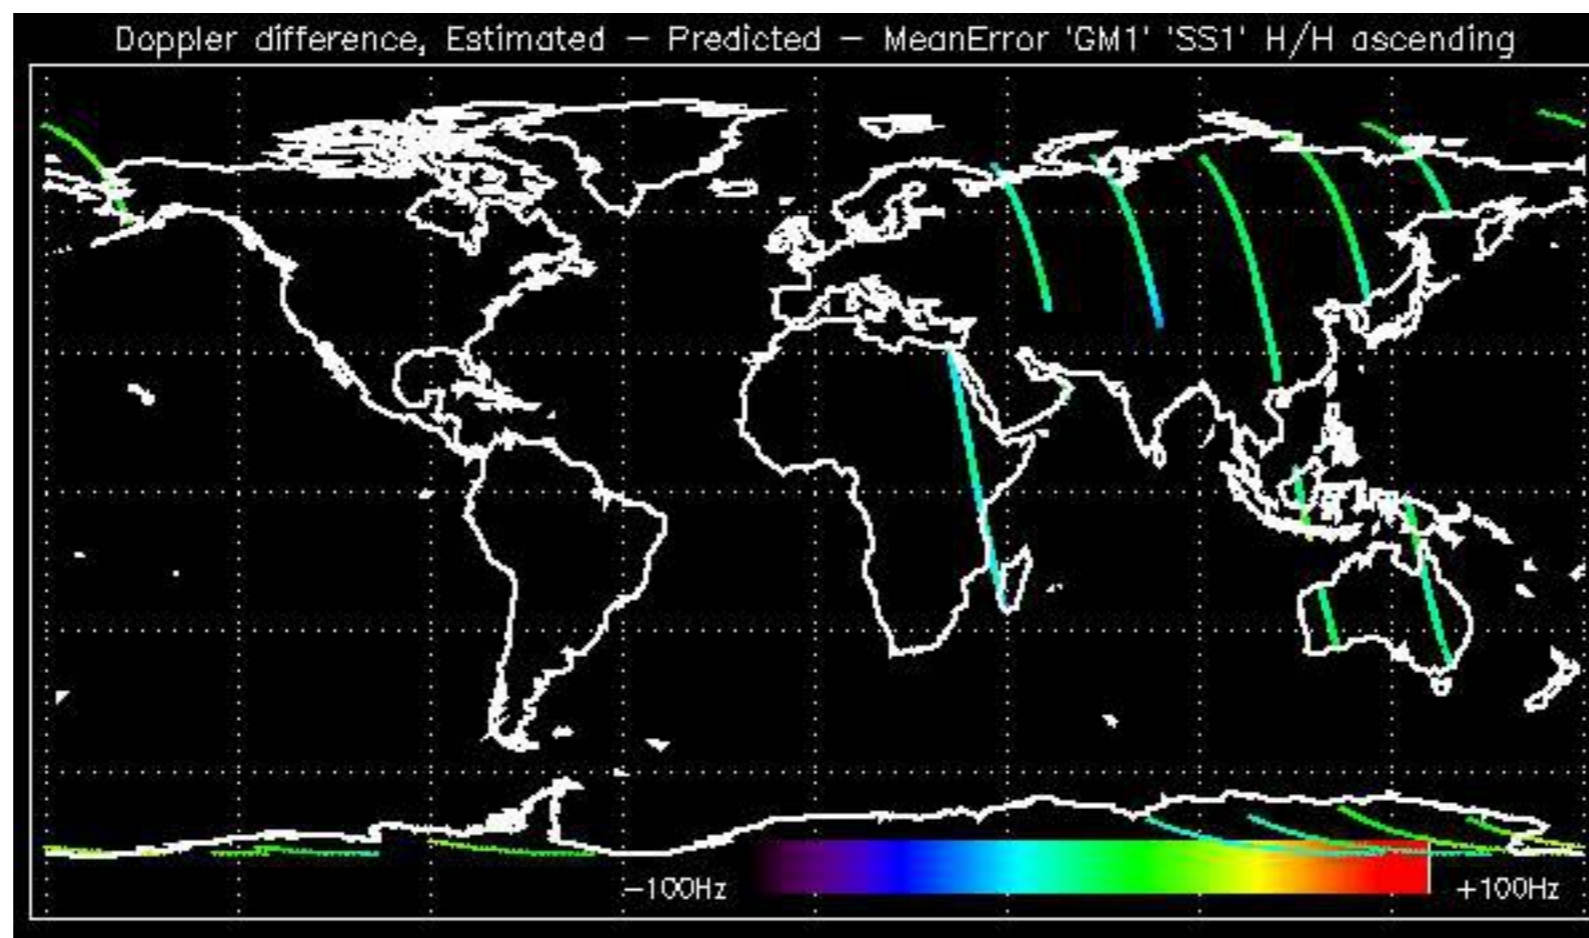 Doppler difference, Estimated – Predicted – MeanError 'GM1' 'SS1' H/H ascending
–100Hz +100Hz